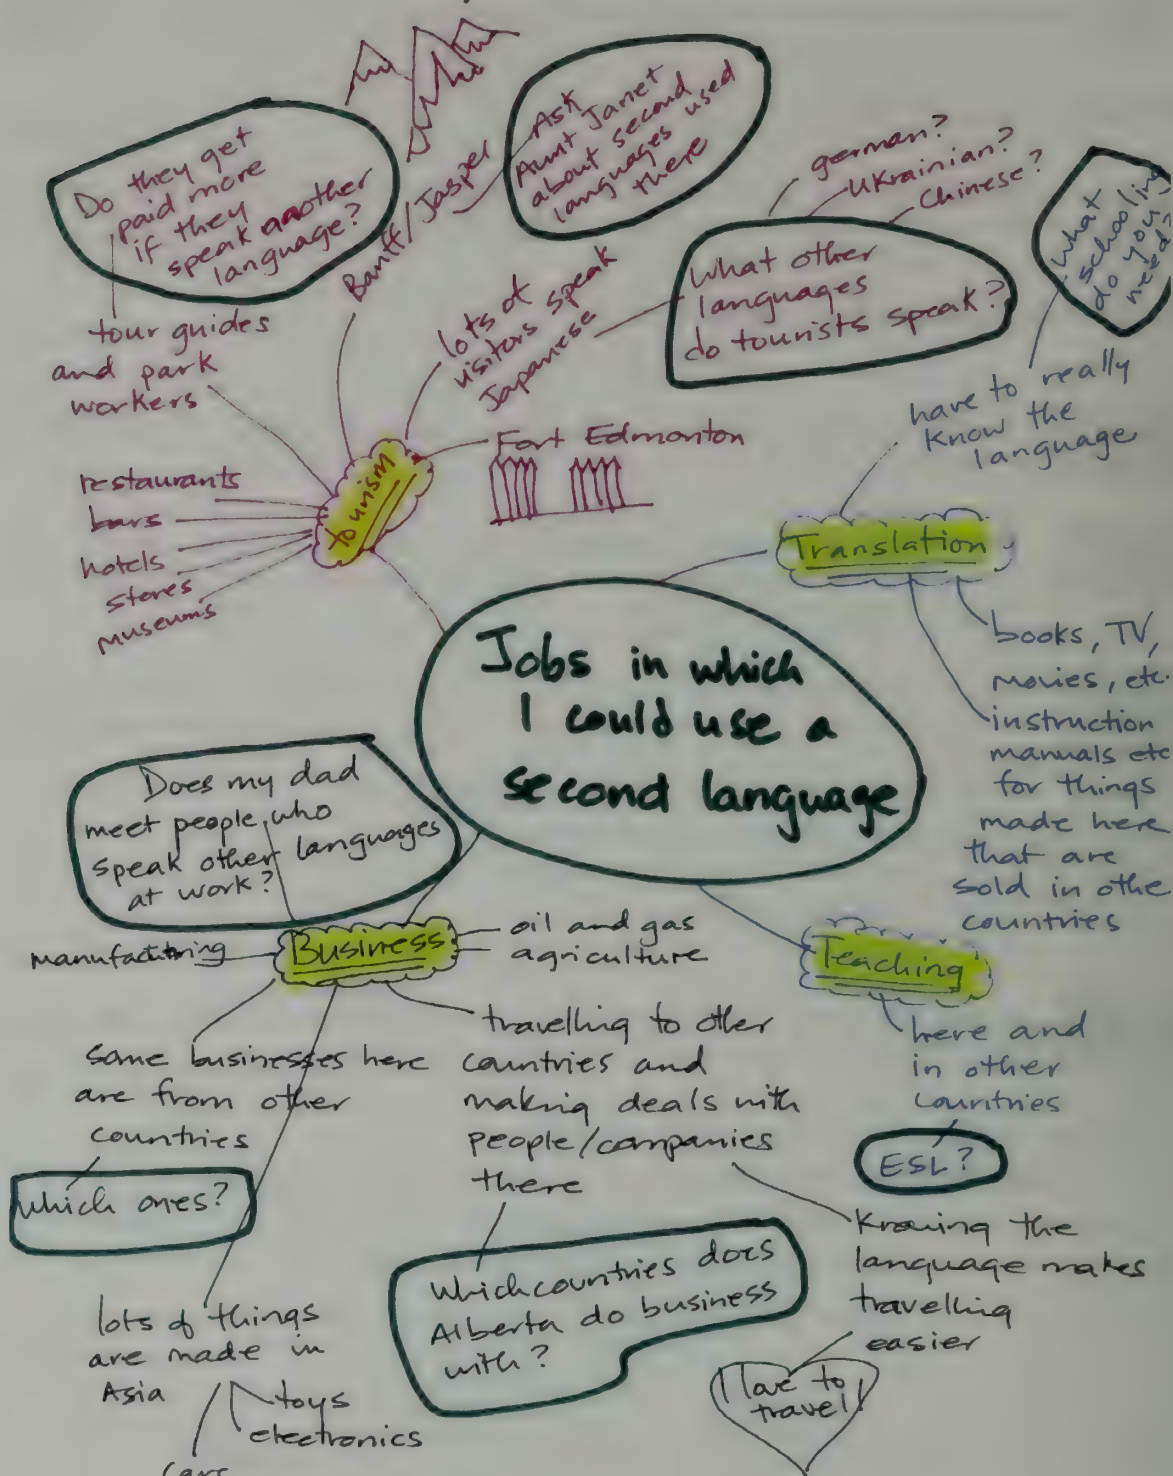 Do they get
paid more
if they
speak another
language?
tour guides
and park
workers
Banff/Jasper
Ask
Aunt Janet
about second
languages used
there
lots of
visitors speak
Japanese
german?
Ukrainian?
Chinese?
What other
languages
do tourists speak?
What
schooling
do you
need?
have to really
know the
language
restaurants
bars
hotels
stores
museums
tourism
Fort Edmonton
Translation
books, TV,
movies, etc.
instruction
manuals etc
for things
made here
that are
sold in othe
countries
Jobs in which
I could use a
second language
Does my dad
meet people who
speak other languages
at work?
manufacturing
Business
oil and gas
agriculture
Teaching
here and
in other
countries
ESL?
some businesses here
are from other
countries
which ones?
travelling to other
countries and
making deals with
people/companies
there
Which countries does
Alberta do business
with?
Knowing the
language makes
travelling
easier
I love to
travel!
lots of things
are made in
Asia
toys
electronics
cars